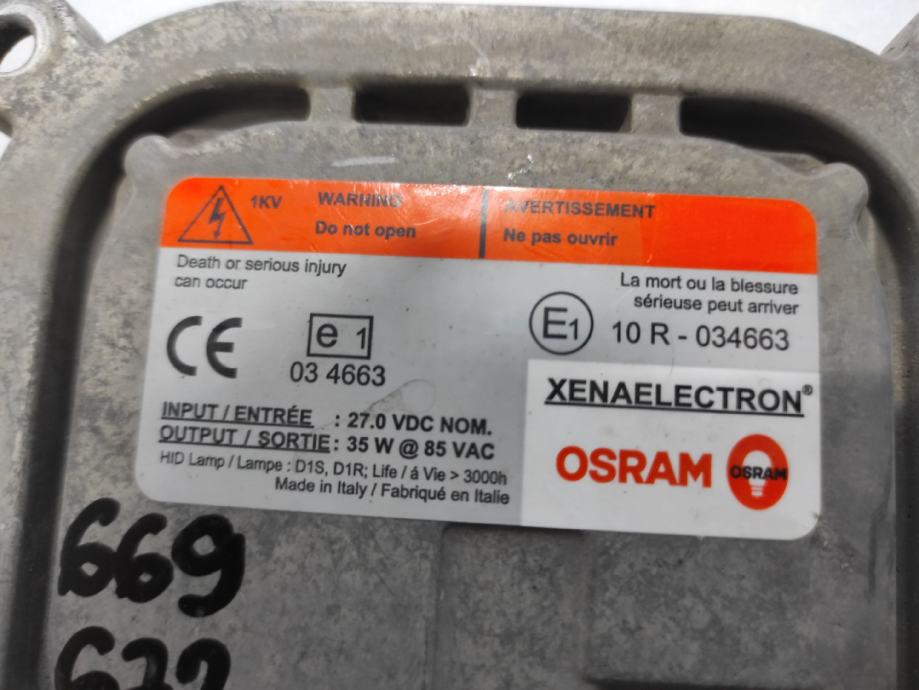 1KV WARNING
Do not open
AVERTISSEMENT
Ne pas ouvrir
Death or serious injury
can occur
La mort ou la blessure
sérieuse peut arriver
CE
e 1
03 4663
E1 10 R - 034663
INPUT / ENTRÉE : 27.0 VDC NOM.
OUTPUT / SORTIE : 35 W @ 85 VAC
HID Lamp / Lampe : D1S, D1R; Life / á Vie > 3000h
Made in Italy / Fabriqué en Italie
XENAELECTRON®
OSRAM OSRAM
669